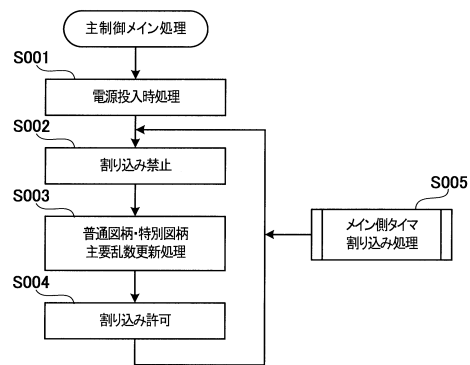 主制御メイン処理
S001
電源投入時処理
S002
割り込み禁止
S003
普通図柄・特別図柄
主要乱数更新処理
S004
割り込み許可
S005
メイン側タイマ
割り込み処理